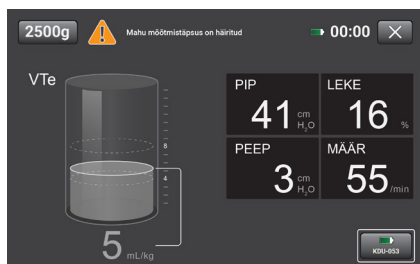 2500g
Mahu mõõtmistäpsus on häiritud
00:00
VTe
8
4
5 mL/kg
PIP
41 cm H₂O
LEKE
16 %
PEEP
3 cm H₂O
MÄÄR
55 /min
KDU-053